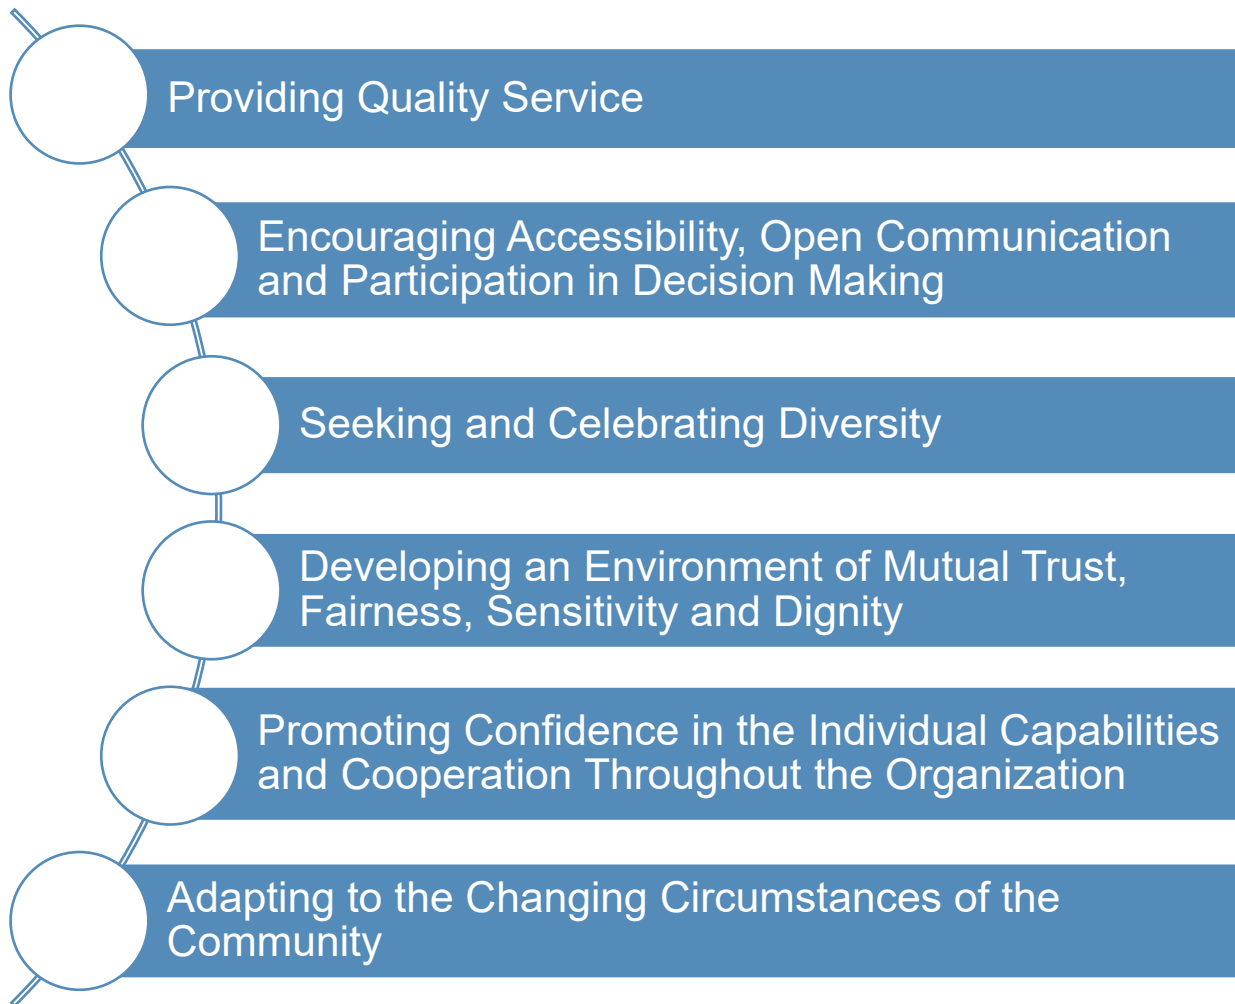 Providing Quality Service
Encouraging Accessibility, Open Communication
and Participation in Decision Making
Seeking and Celebrating Diversity
Developing an Environment of Mutual Trust,
Fairness, Sensitivity and Dignity
Promoting Confidence in the Individual Capabilities
and Cooperation Throughout the Organization
Adapting to the Changing Circumstances of the
Community